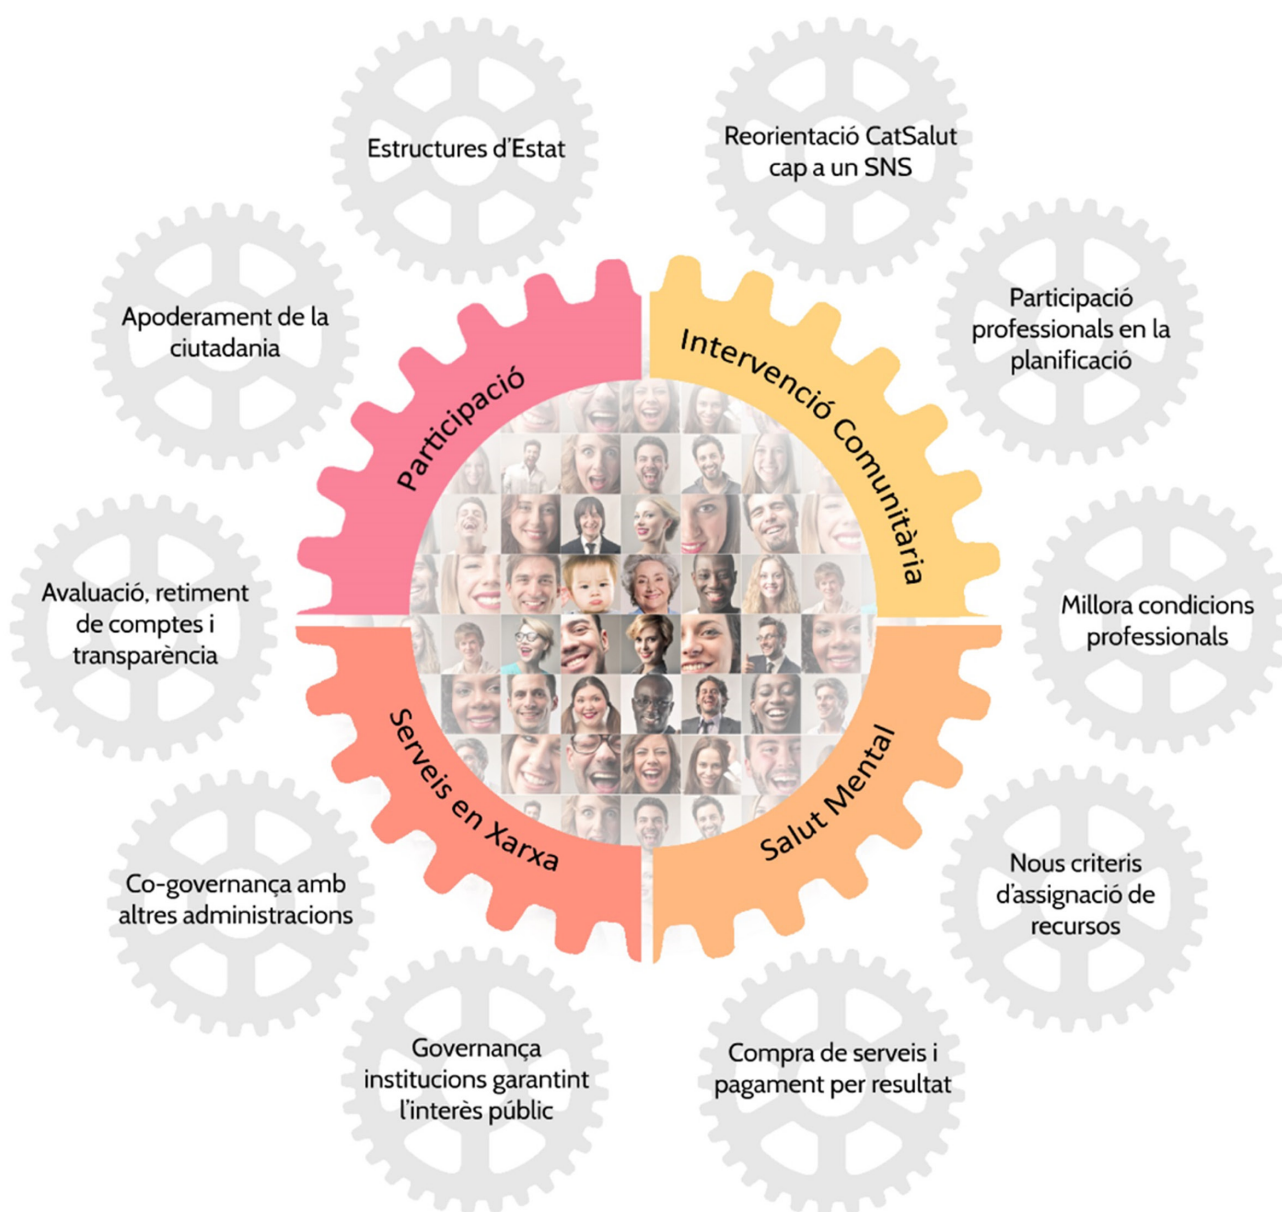 Estructures d'Estat
Reorientació CatSalut
cap a un SNS
Apoderament de la
ciutadania
Participació
professionals en la
planificació
Participació
Intervenció Comunitària
Avaluació, retiment
de comptes i
transparència
Millora condicions
professionals
Serveis en Xarxa
Salut Mental
Co-governança amb
altres administracions
Nous criteris
d'assignació de
recursos
Governança
institucions garantint
l'interès públic
Compra de serveis i
pagament per resultat